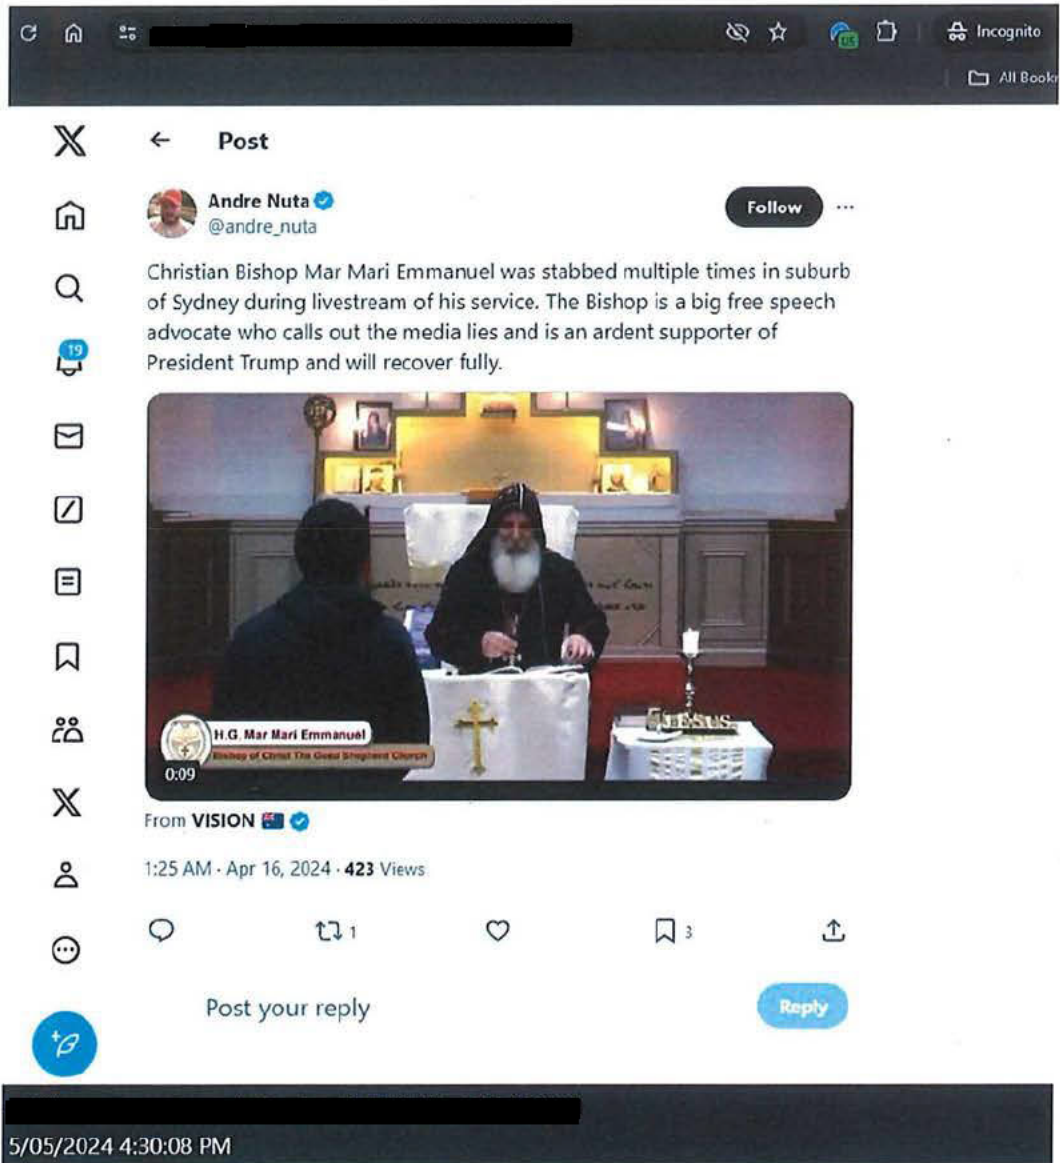 Incognito
US
All Book
Post
Andre Nuta
@andre_nuta
Follow
Christian Bishop Mar Mari Emmanuel was stabbed multiple times in suburb
of Sydney during livestream of his service. The Bishop is a big free speech
advocate who calls out the media lies and is an ardent supporter of
President Trump and will recover fully.
19
JESUS
H.G. Mar Mari Emmanuel
Bishop of Christ The Good Shepherd Church
0:09
From VISION
1:25 AM · Apr 16, 2024 · 423 Views
1
3
Post your reply
Reply
5/05/2024 4:30:08 PM